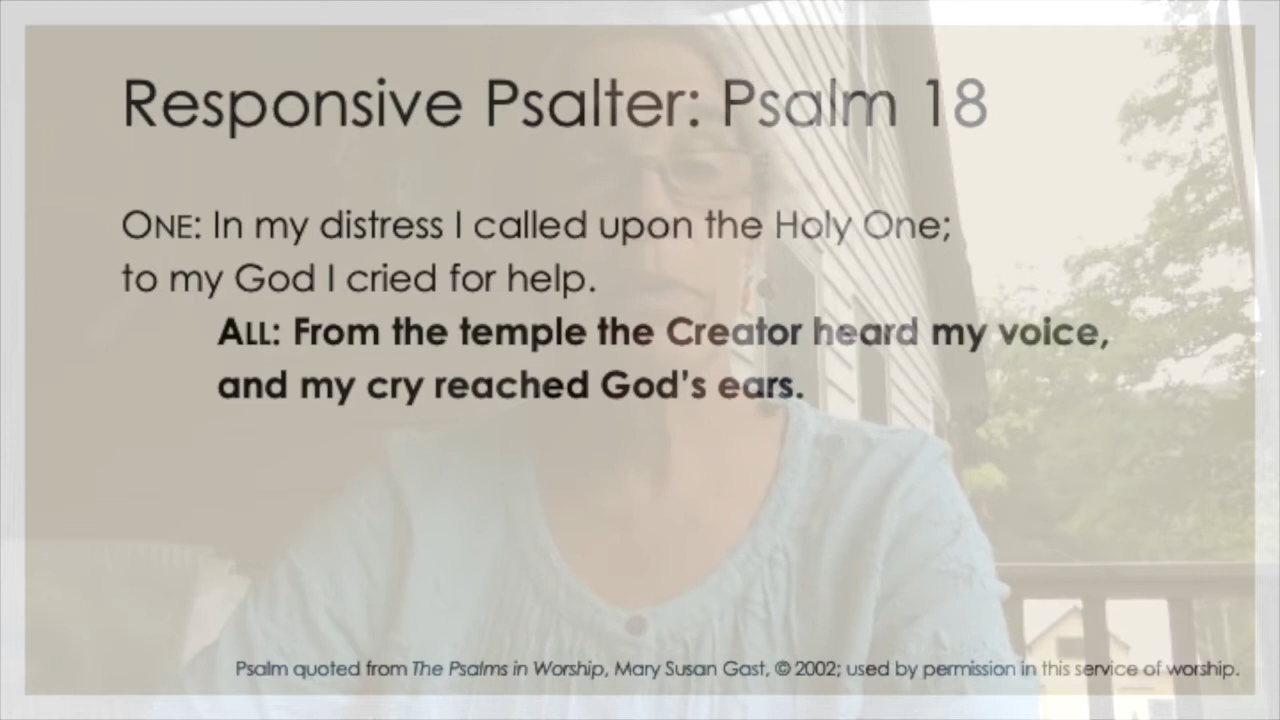 Responsive Psalter: Psalm 18
ONE: In my distress I called upon the Holy One;
to my God I cried for help.
ALL: From the temple the Creator heard my voice,
and my cry reached God's ears.
Psalm quoted from The Psalms in Worship, Mary Susan Gast, © 2002; used by permission in this service of worship.